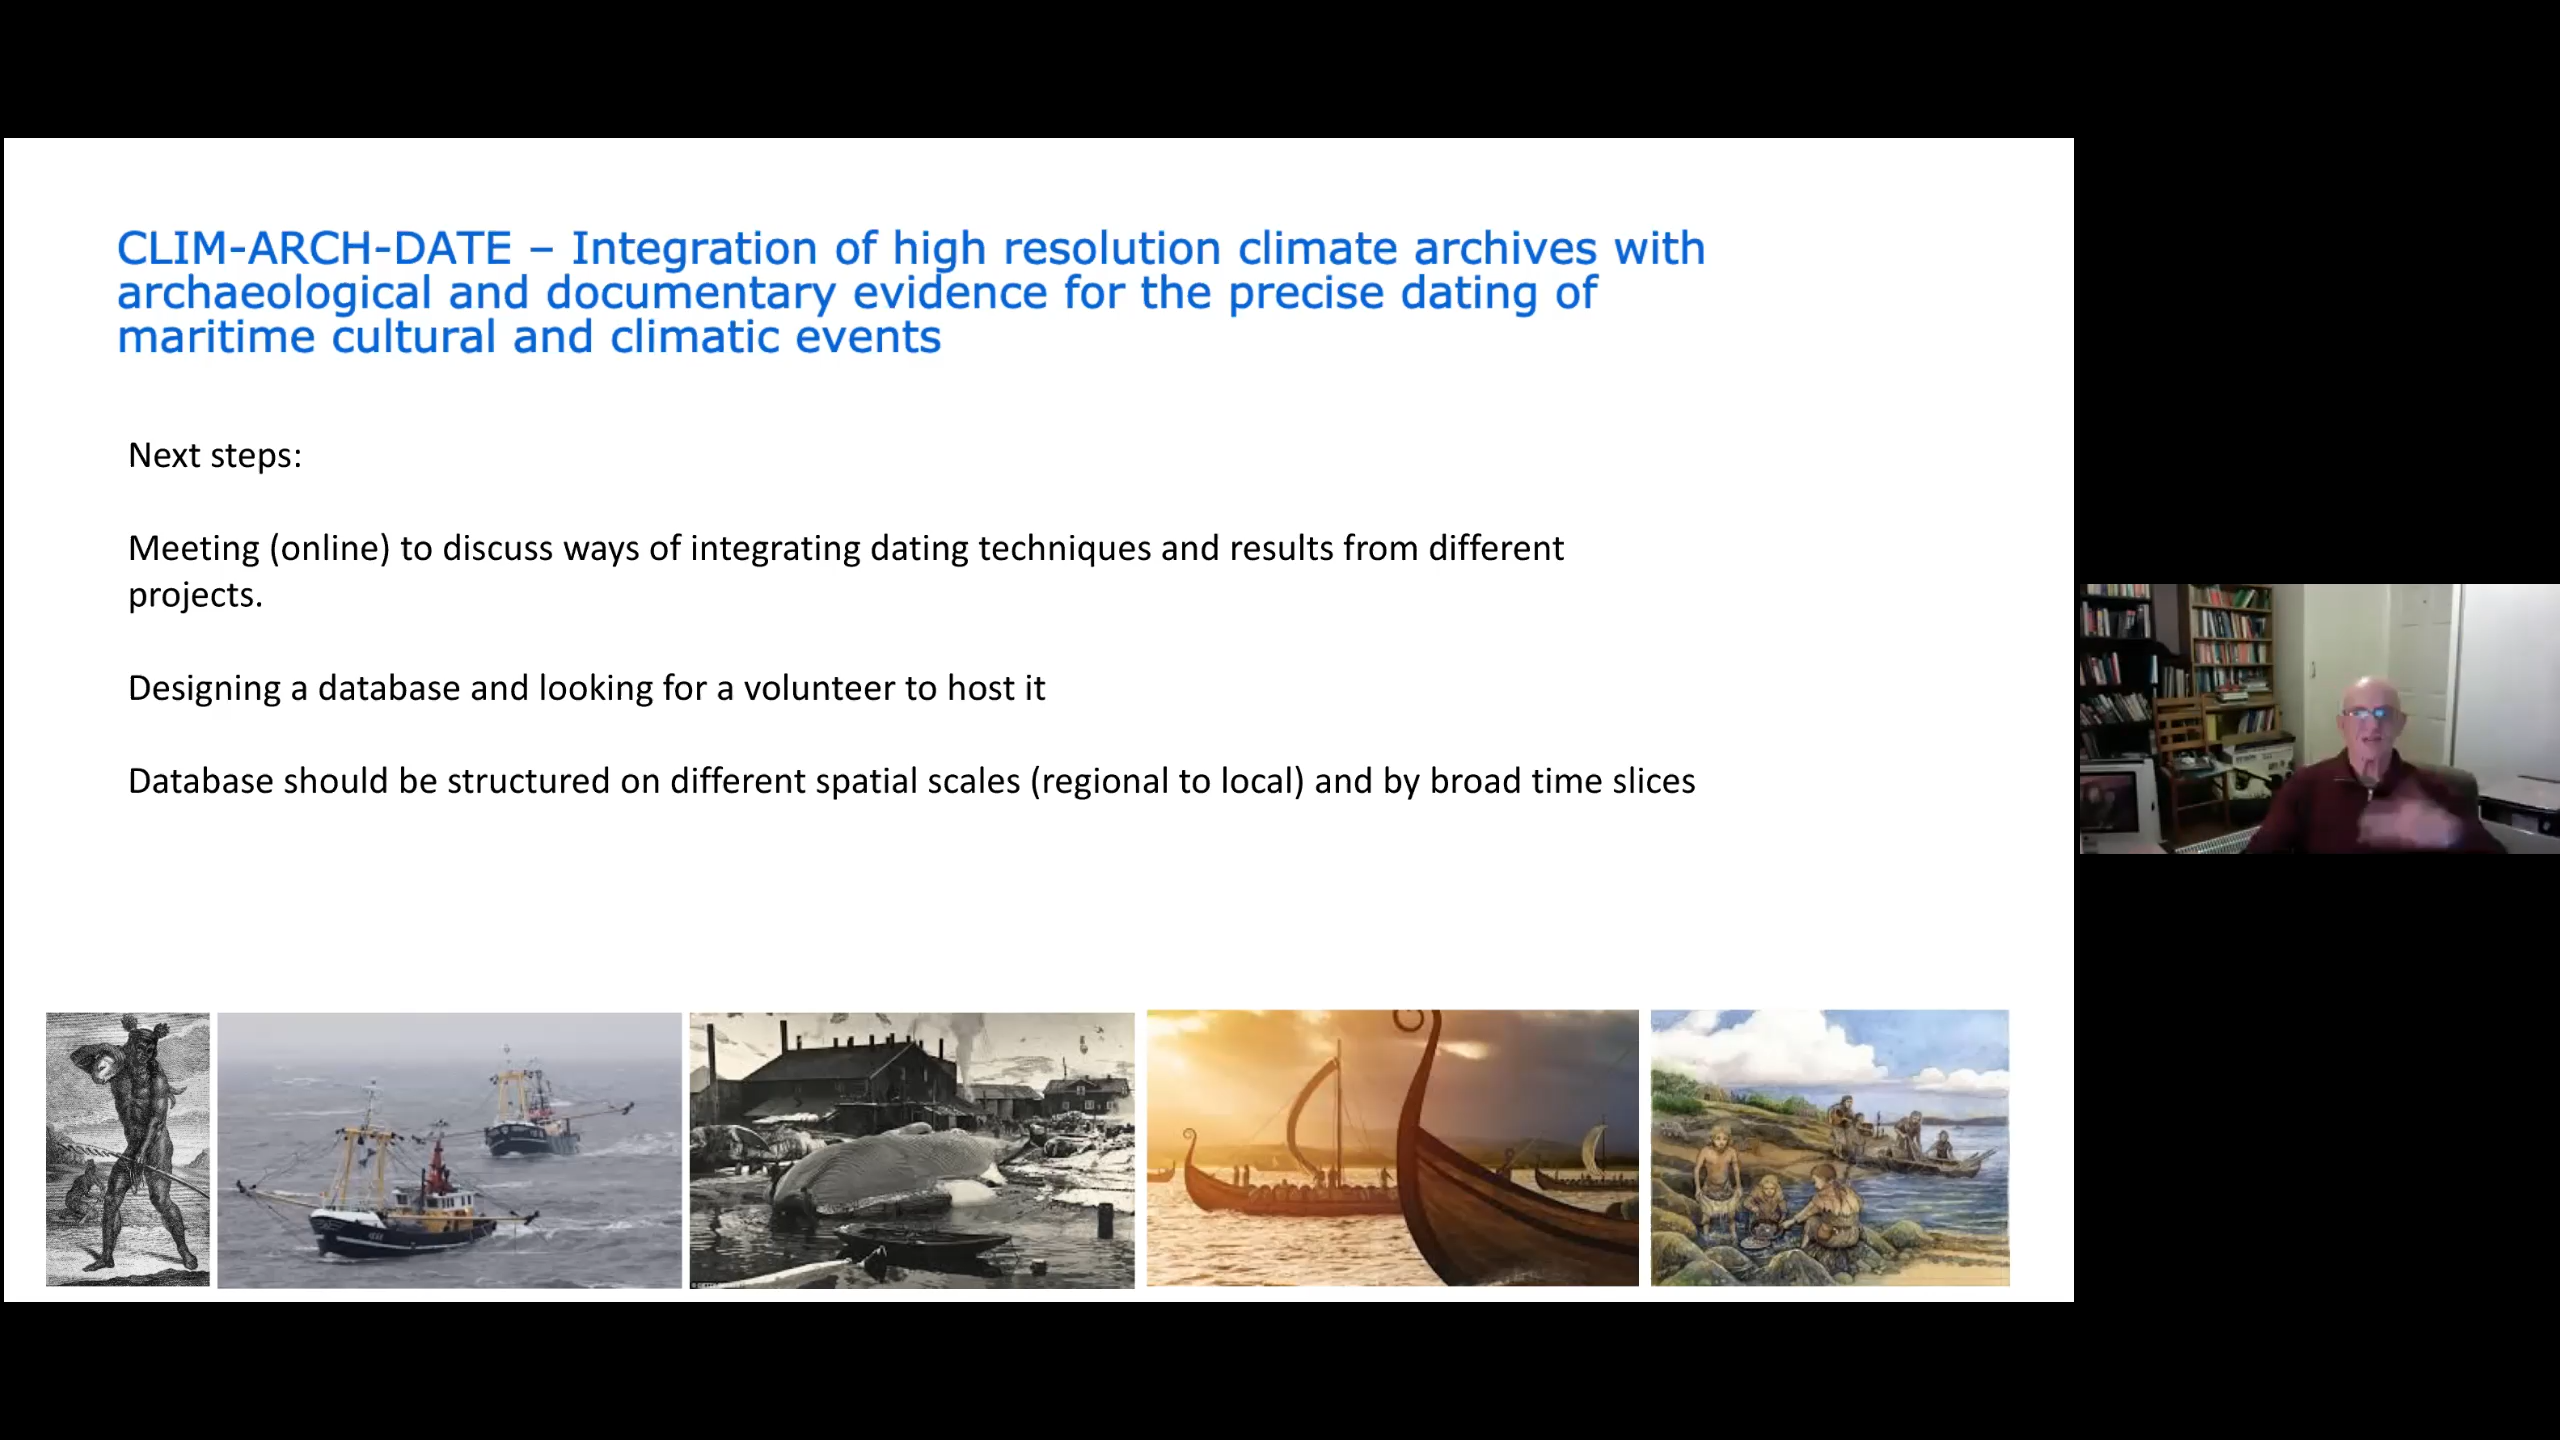 CLIM-ARCH-DATE – Integration of high resolution climate archives with
archaeological and documentary evidence for the precise dating of
maritime cultural and climatic events
Next steps:
Meeting (online) to discuss ways of integrating dating techniques and results from different
projects.
Designing a database and looking for a volunteer to host it
Database should be structured on different spatial scales (regional to local) and by broad time slices